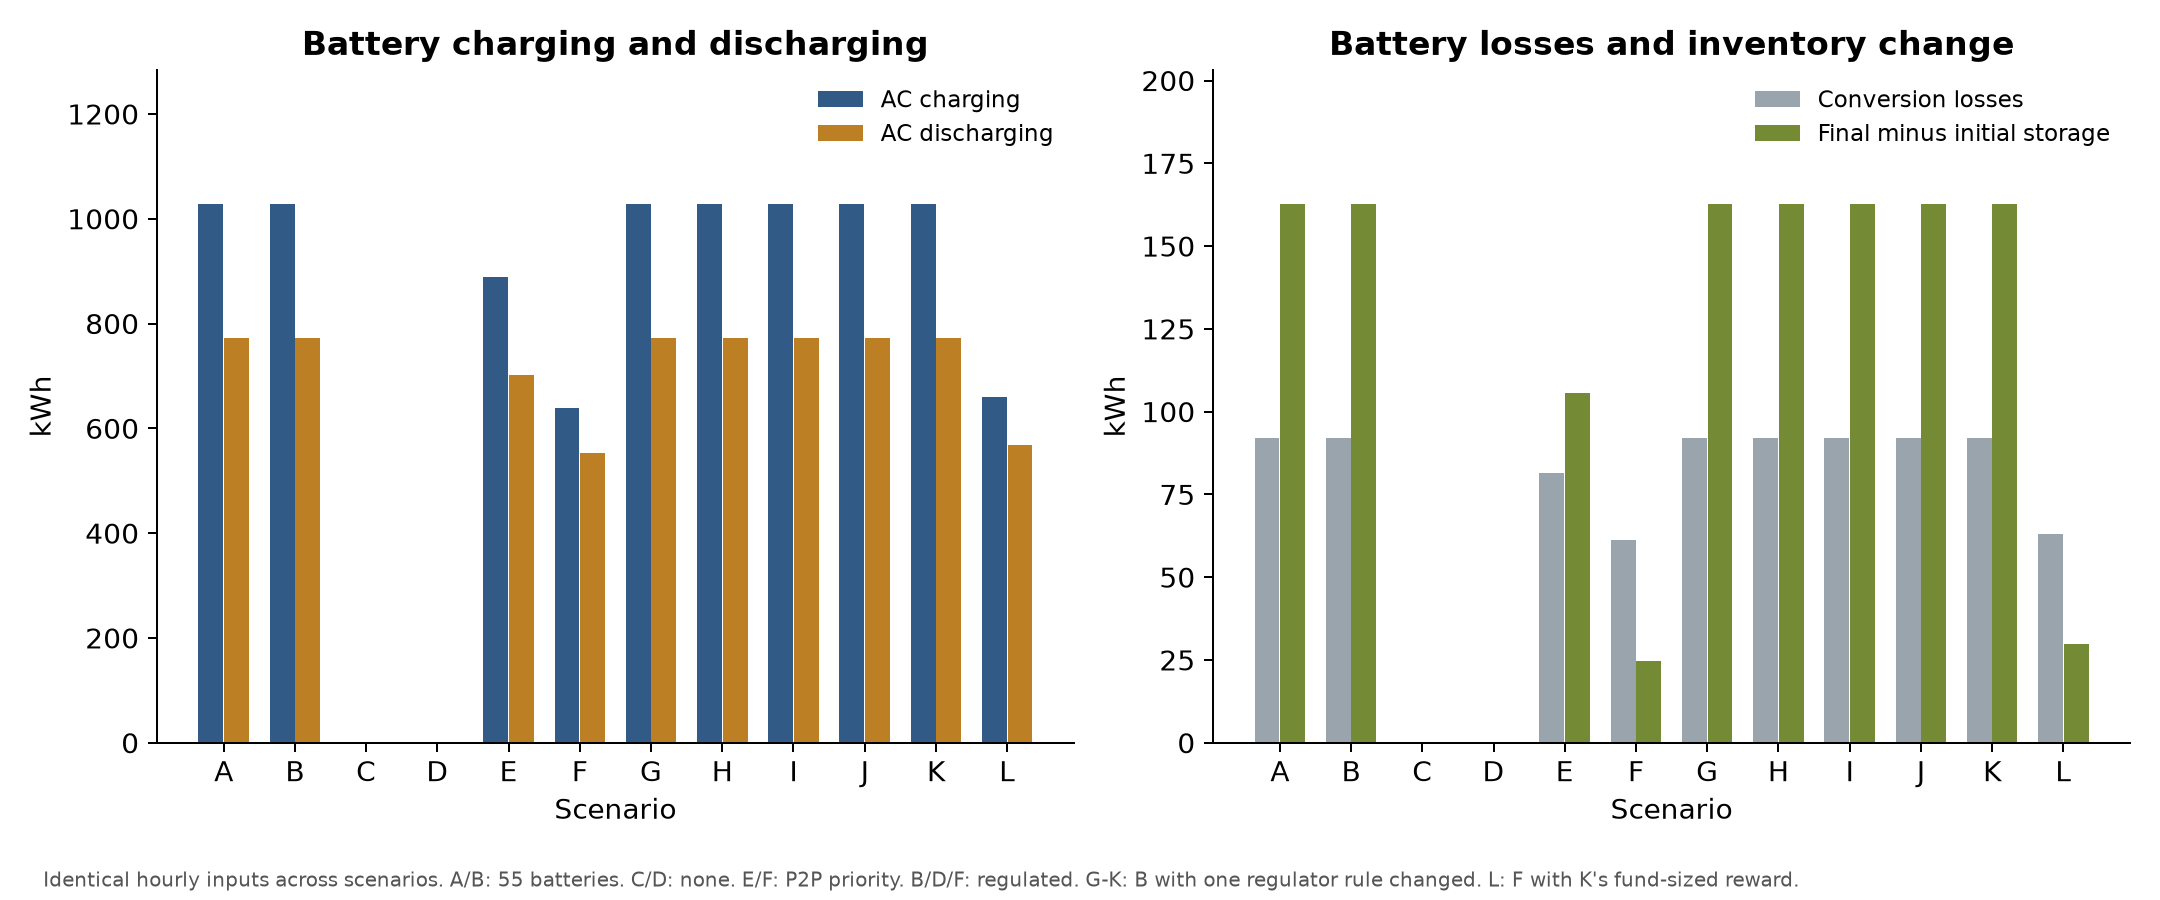 Battery charging and discharging
AC charging
AC discharging
1200
1000
800
600
400
200
0
kWh
A B C D E F G H I J K L
Scenario
Battery losses and inventory change
Conversion losses
Final minus initial storage
200
175
150
125
100
75
50
25
0
kWh
A B C D E F G H I J K L
Scenario
Identical hourly inputs across scenarios. A/B: 55 batteries. C/D: none. E/F: P2P priority. B/D/F: regulated. G-K: B with one regulator rule changed. L: F with K's fund-sized reward.